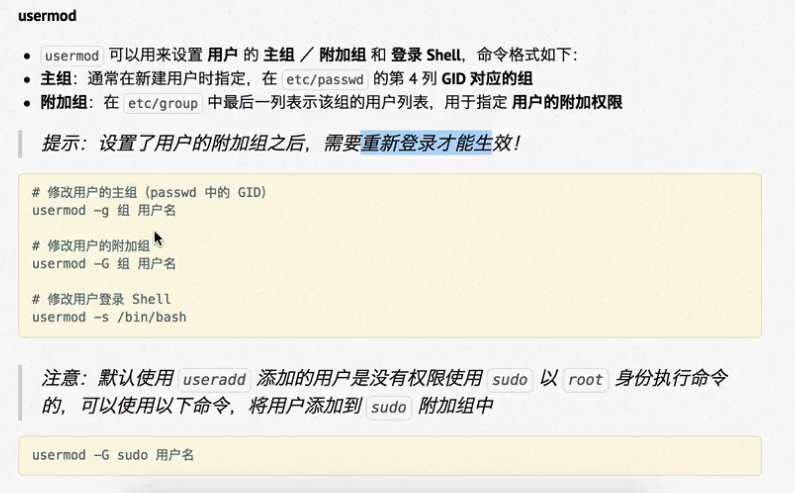 usermod
• usermod 可以用来设置 用户 的 主组 ／ 附加组 和 登录 Shell，命令格式如下：
• 主组：通常在新建用户时指定，在 etc/passwd 的第 4 列 GID 对应的组
• 附加组：在 etc/group 中最后一列表示该组的用户列表，用于指定 用户的附加权限
提示：设置了用户的附加组之后，需要重新登录才能生效！
# 修改用户的主组（passwd 中的 GID）
usermod -g 组 用户名
# 修改用户的附加组
usermod -G 组 用户名
# 修改用户登录 Shell
usermod -s /bin/bash
注意：默认使用 useradd 添加的用户是没有权限使用 sudo 以 root 身份执行命令
的，可以使用以下命令，将用户添加到 sudo 附加组中
usermod -G sudo 用户名